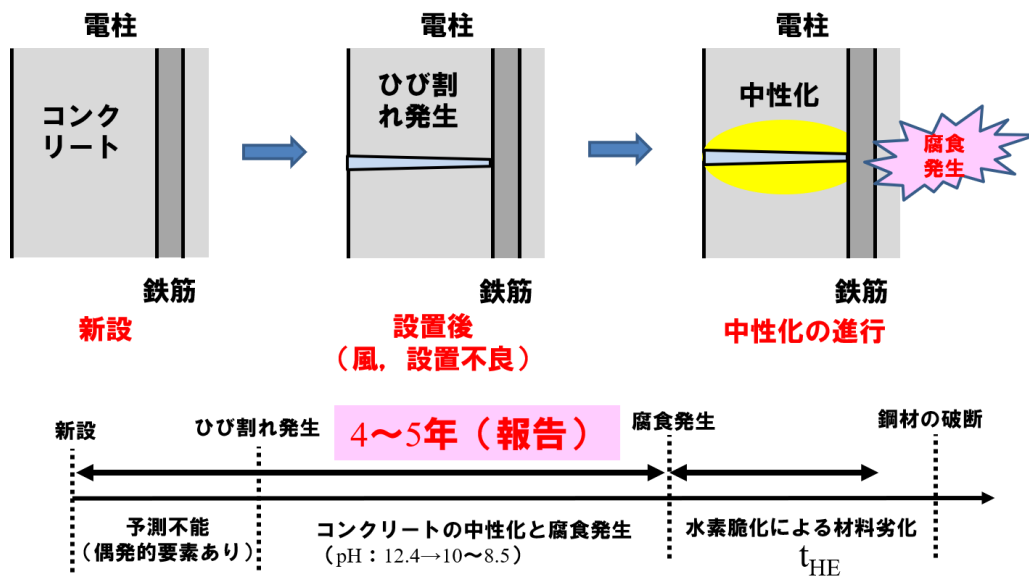 電柱
コンク
リート
鉄筋
新設
電柱
ひび割
れ発生
鉄筋
設置後
（風，設置不良）
電柱
中性化
腐食
発生
鉄筋
中性化の進行
新設
ひび割れ発生
4～5年（報告）
腐食発生
鋼材の破断
予測不能
（偶発的要素あり）
コンクリートの中性化と腐食発生
（pH：12.4→10～8.5）
水素脆化による材料劣化
tHE